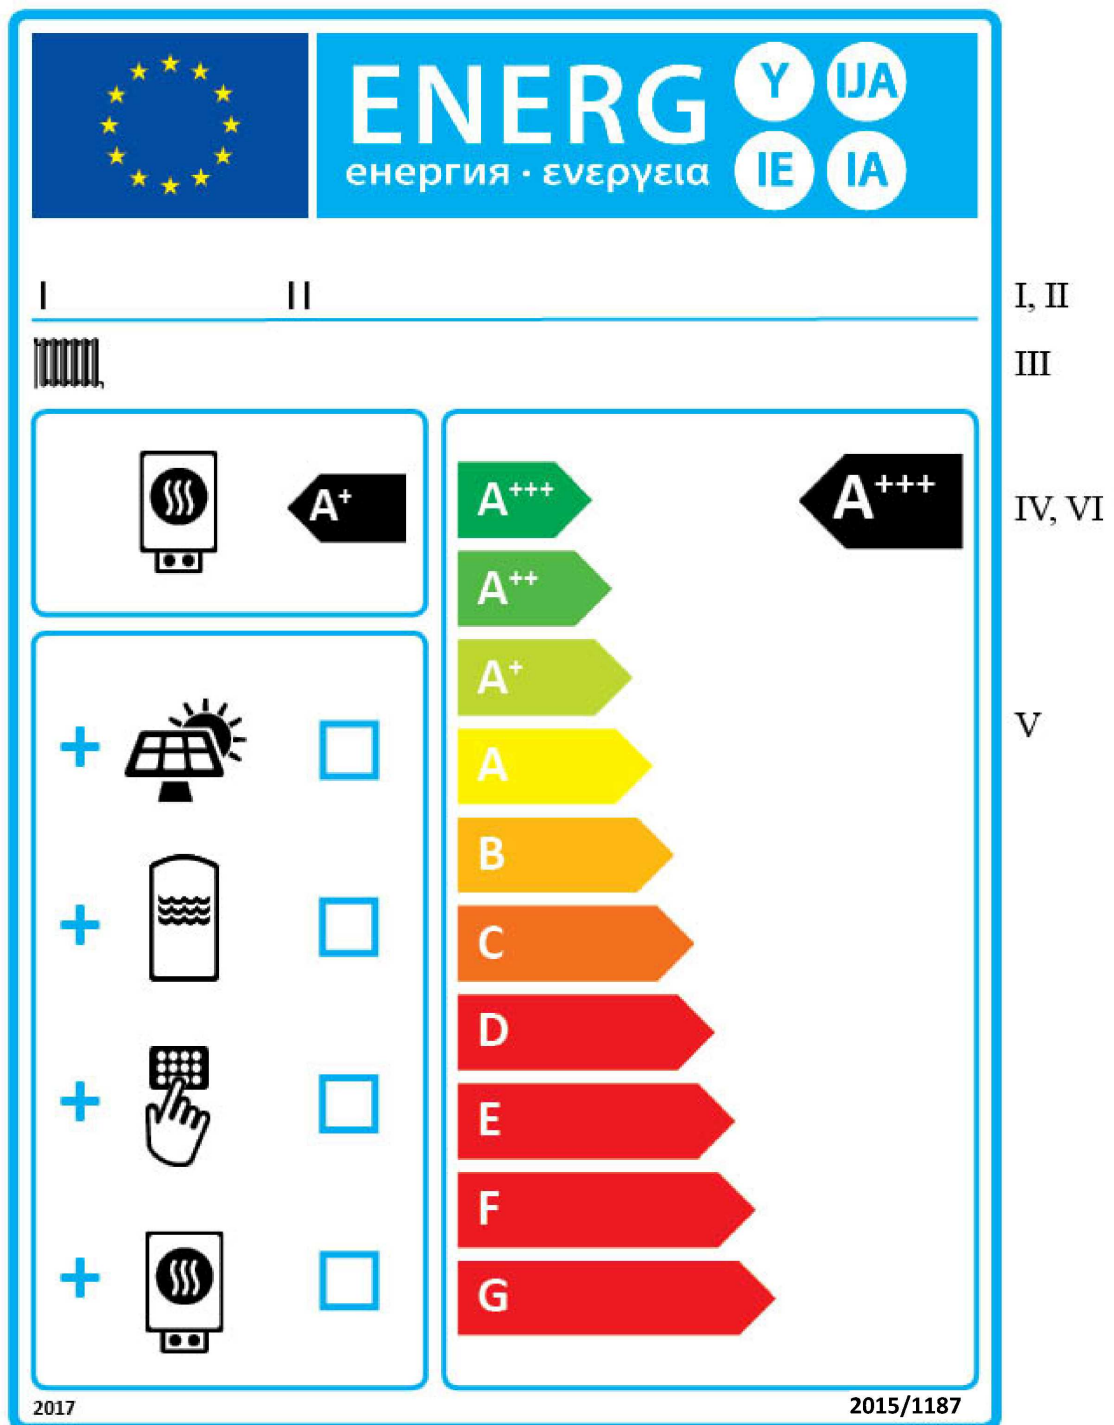 ENERG Y IJA
енергия · ενεργεια IE IA
I II I, II
III
A+ A+++ A+++ IV, VI
A++
A+
V
A
B
C
D
E
F
G
2017 2015/1187